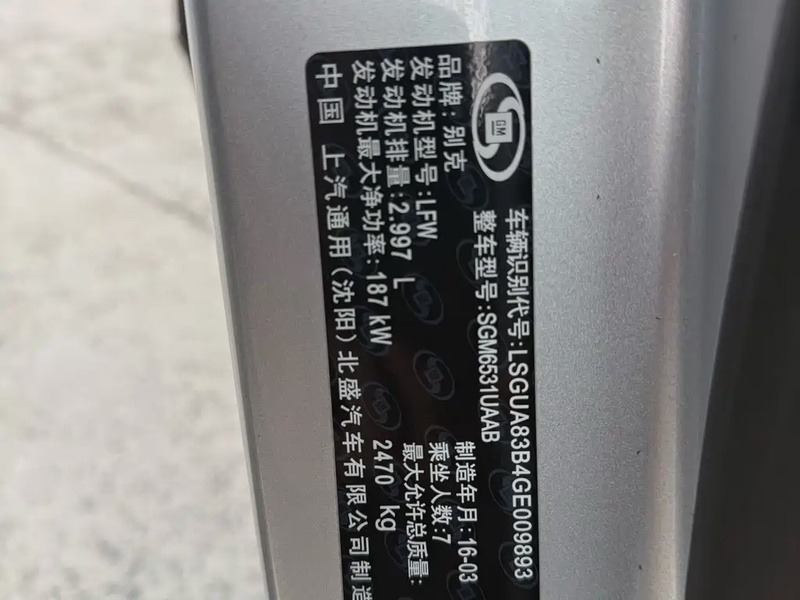 GM
车辆识别代号:LSGUA83B4GE009893
整车型号:SGM6531UAAB
品牌:别克 制造年月:16-03
发动机型号:LFW 乘坐人数:7
发动机排量:2.997 L 最大允许总质量:
发动机最大净功率:187 kW 2470 kg
中国 上汽通用(沈阳)北盛汽车有限公司制造